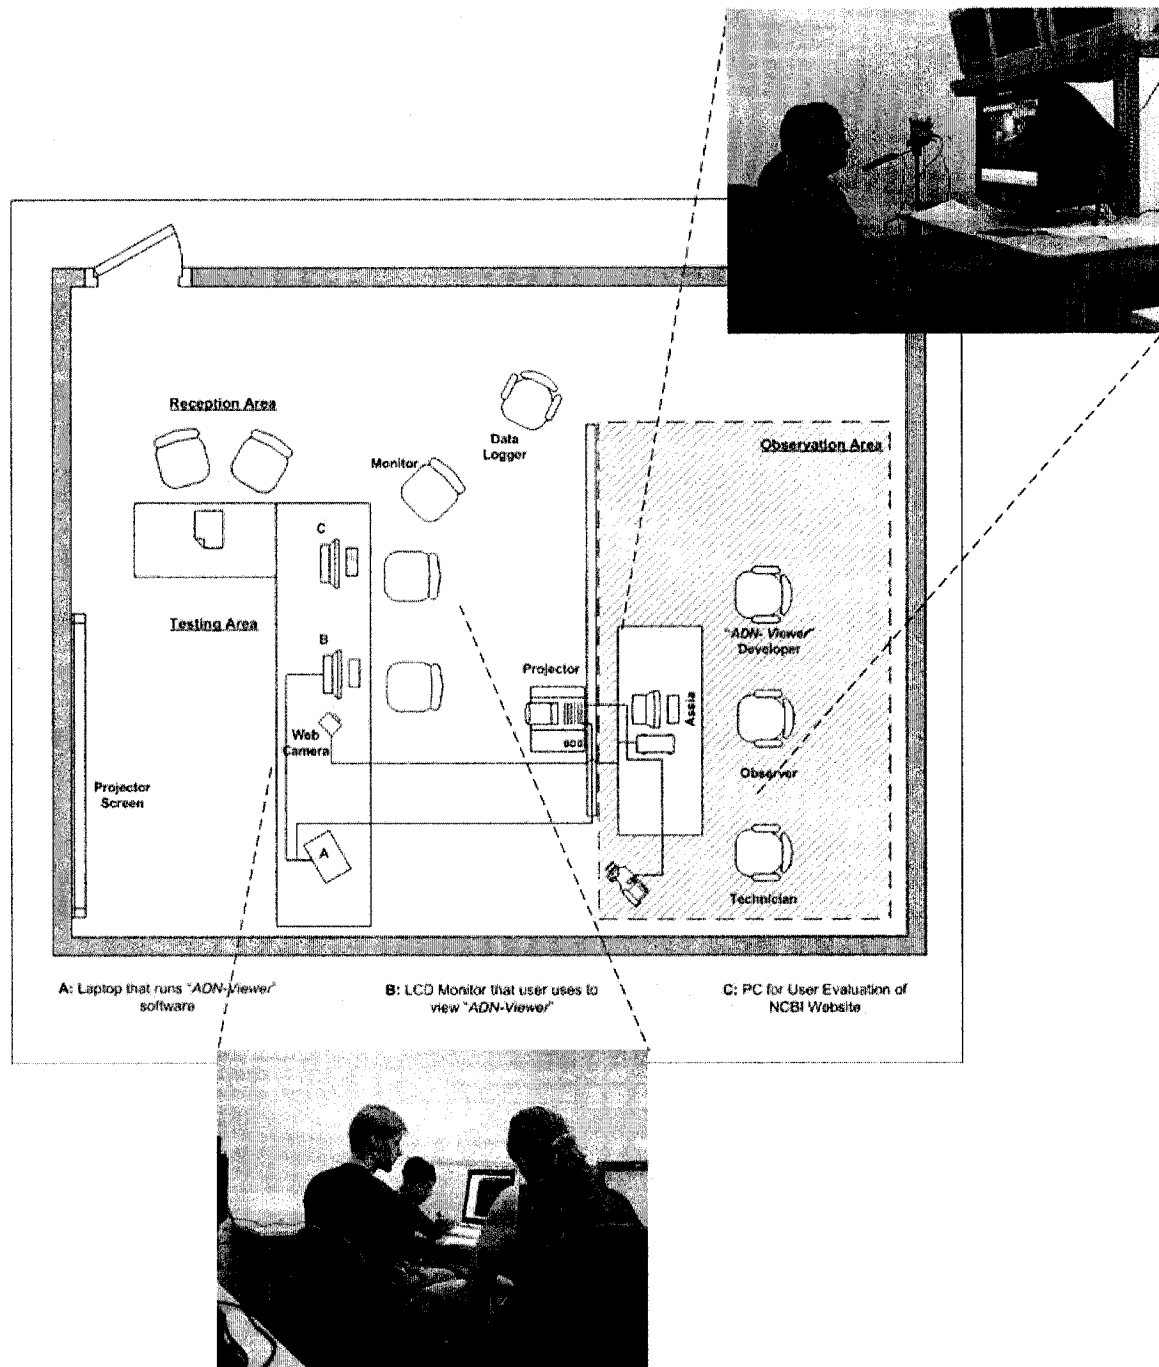 Reception Area
Data
Logger
Observation Area
Monitor
C
Testing Area
B
"ADN- Viewer"
Developer
Projector
Assia
Web
Camera
Observer
Projector
Screen
A
Technician
A: Laptop that runs "ADN-Viewer"
software
B: LCD Monitor that user uses to
view "ADN-Viewer"
C: PC for User Evaluation of
NCBI Website